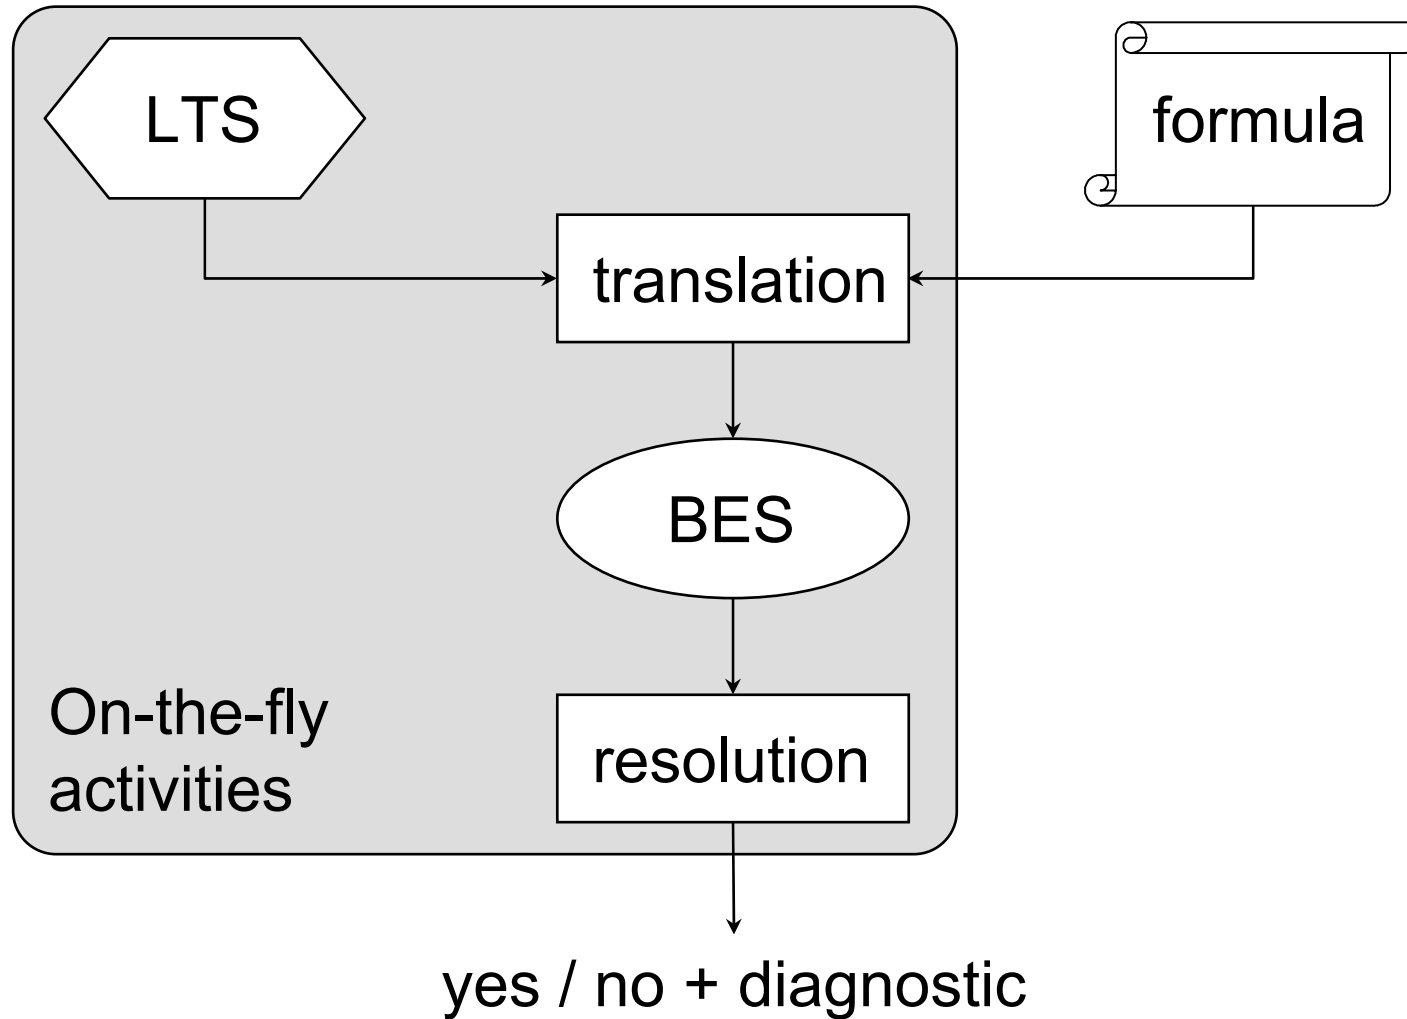 LTS
formula
translation
BES
On-the-fly
activities
resolution
yes / no + diagnostic